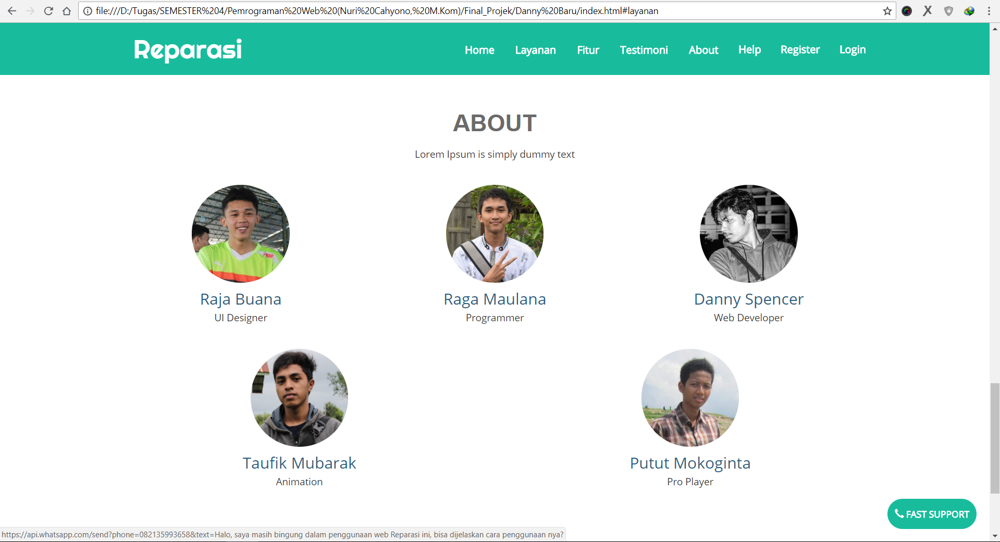 file:///D:/Tugas/SEMESTER%204/Pemrograman%20Web%20(Nuri%20Cahyono,%20M.Kom)/Final_Projek/Danny%20Baru/index.html#layanan
Reparasi
Home Layanan Fitur Testimoni About Help Register Login
ABOUT
Lorem Ipsum is simply dummy text
Raja Buana Raga Maulana Danny Spencer
UI Designer Programmer Web Developer
Taufik Mubarak Putut Mokoginta
Animation Pro Player
FAST SUPPORT
https://api.whatsapp.com/send?phone=082135993658&text=Halo, saya masih bingung dalam penggunaan web Reparasi ini, bisa dijelaskan cara penggunaan nya?